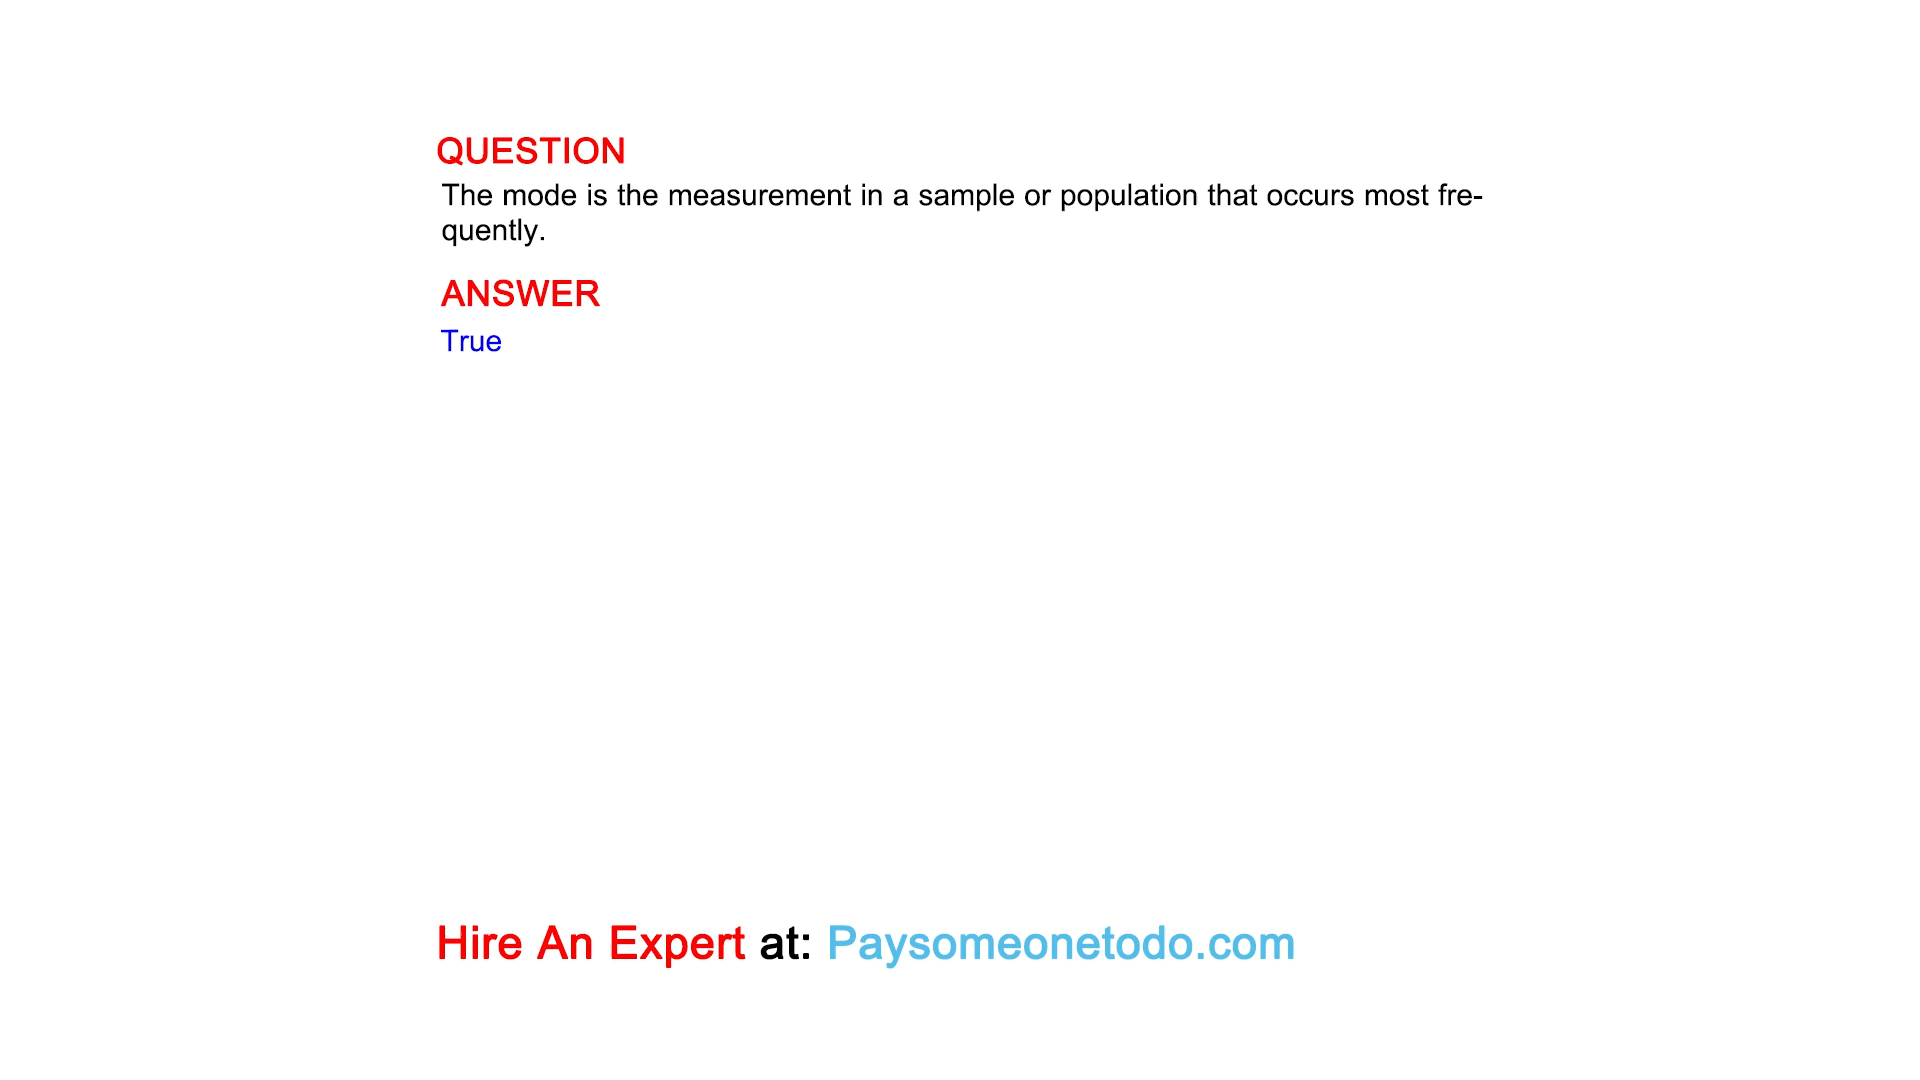 QUESTION
The mode is the measurement in a sample or population that occurs most fre-
quently.
ANSWER
True
Hire An Expert at: Paysomeonetodo.com